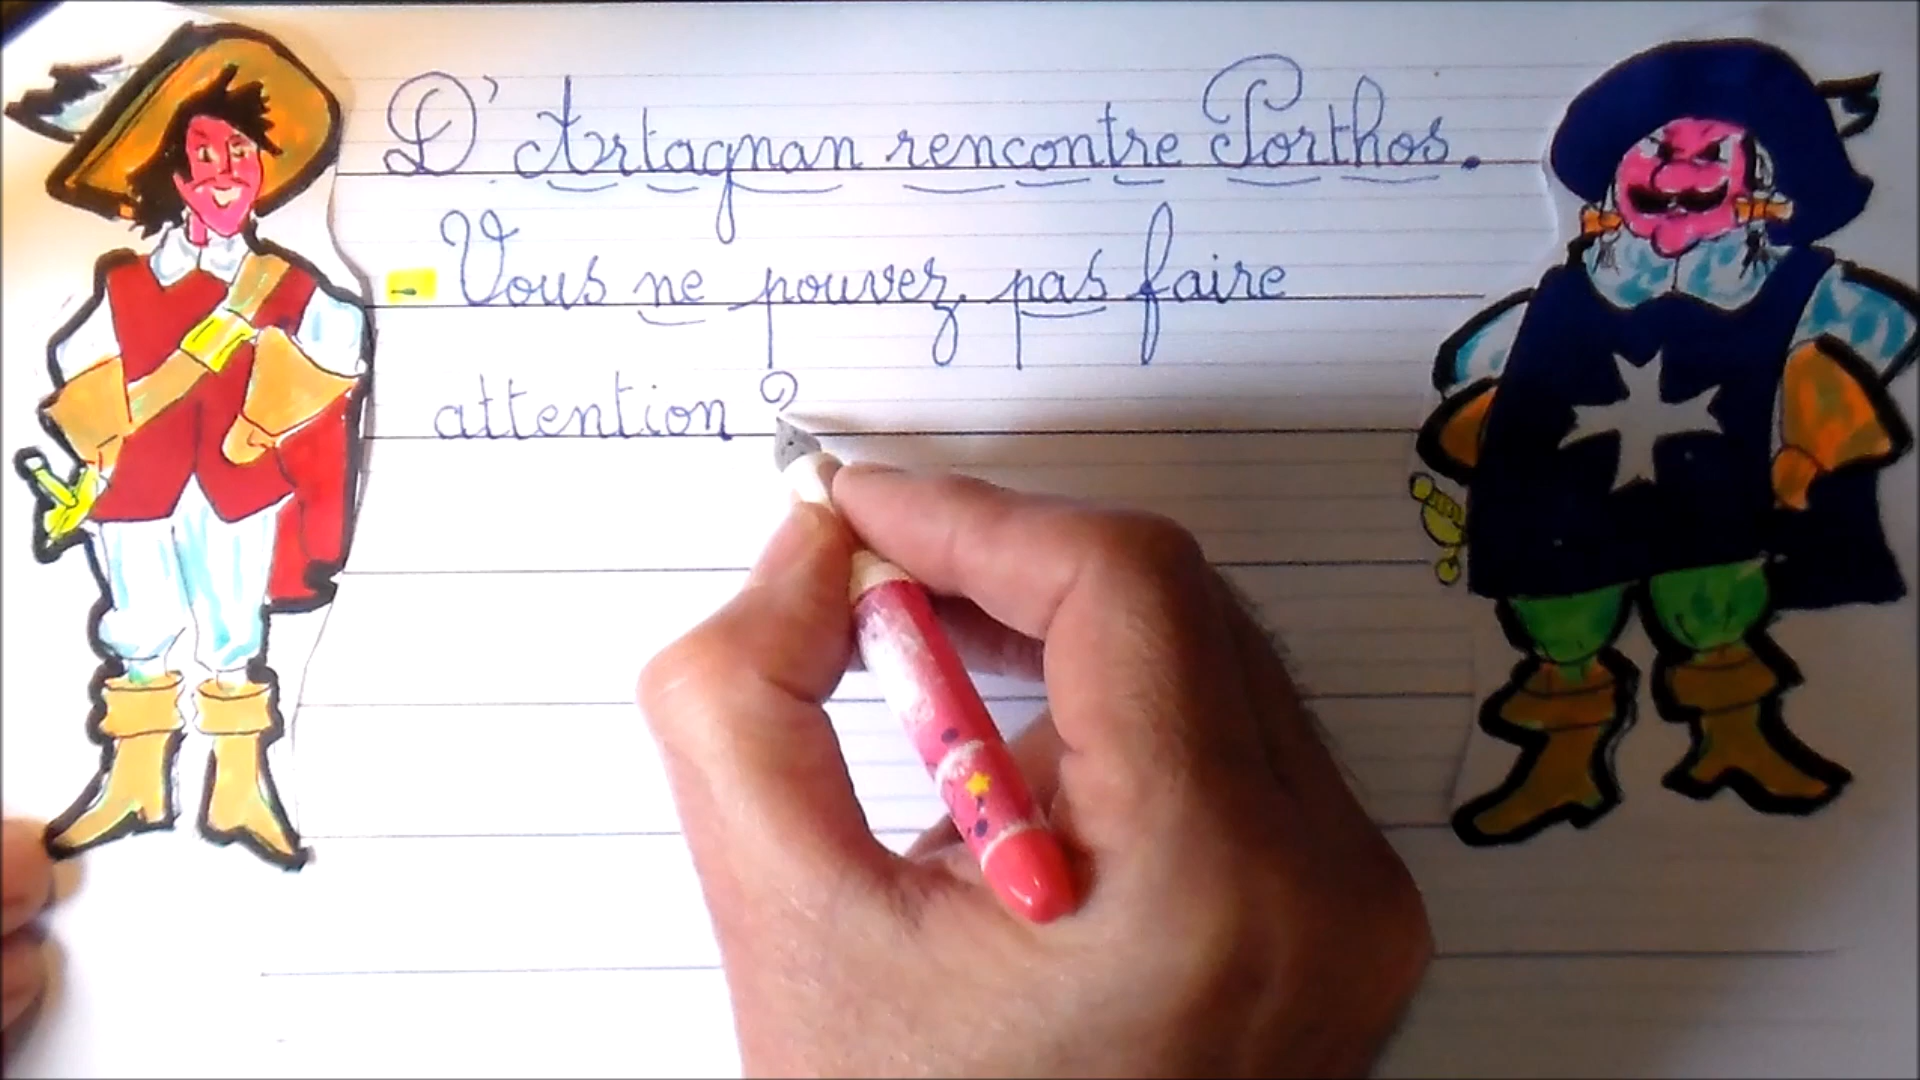 D'Artagnan rencontre Porthos.
- Vous ne pouvez pas faire
attention ?